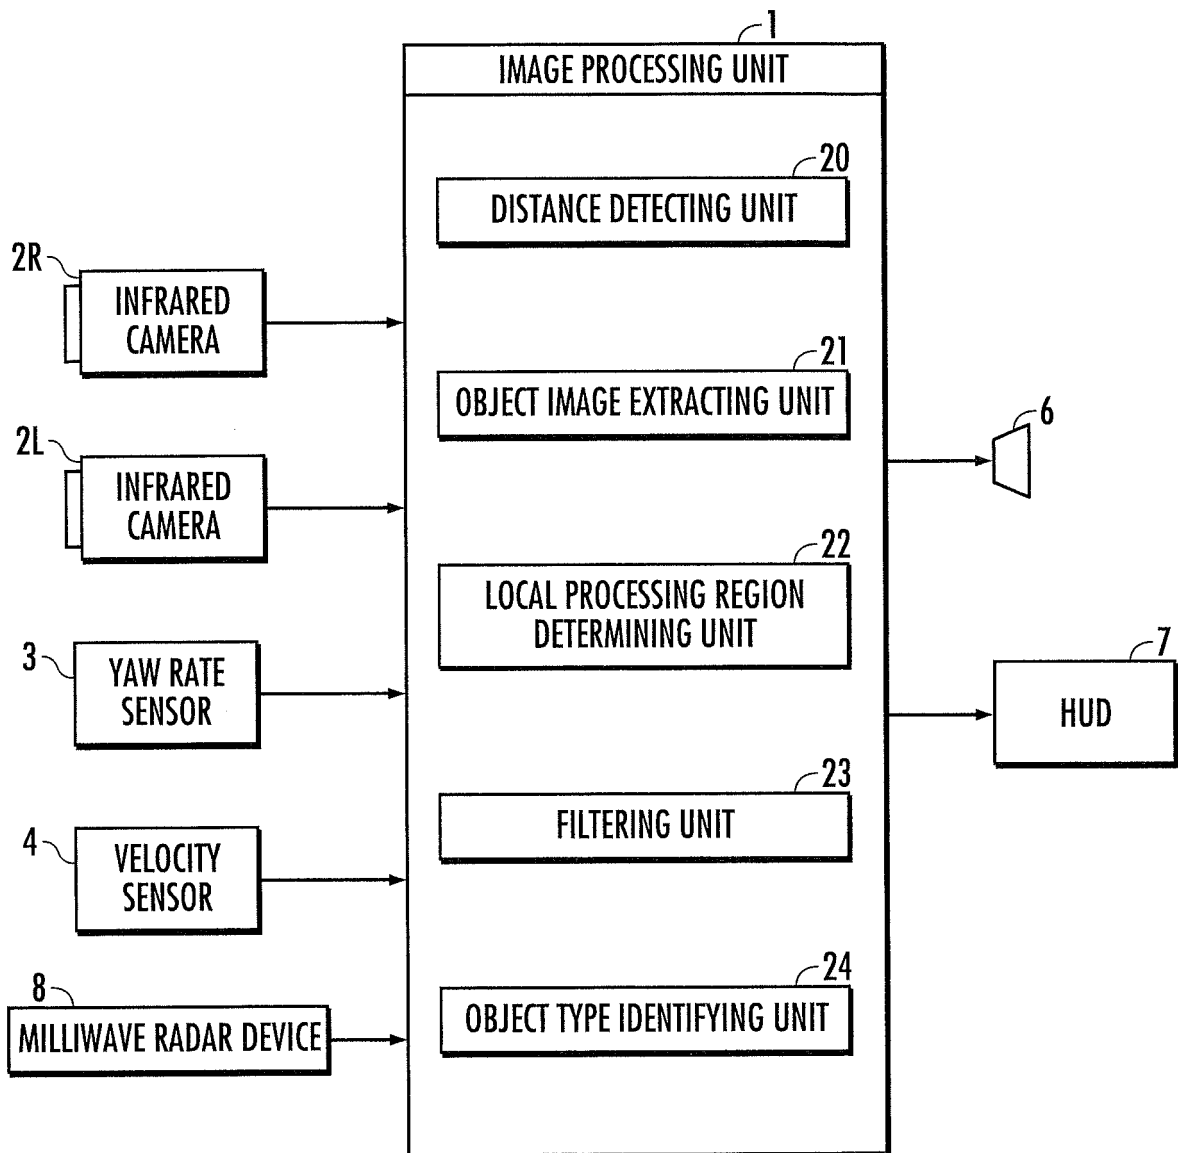 1
IMAGE PROCESSING UNIT
20
DISTANCE DETECTING UNIT
2R
INFRARED
CAMERA
21
OBJECT IMAGE EXTRACTING UNIT
6
2L
INFRARED
CAMERA
22
LOCAL PROCESSING REGION
DETERMINING UNIT
3
YAW RATE
SENSOR
7
HUD
23
FILTERING UNIT
4
VELOCITY
SENSOR
24
OBJECT TYPE IDENTIFYING UNIT
8
MILLIWAVE RADAR DEVICE